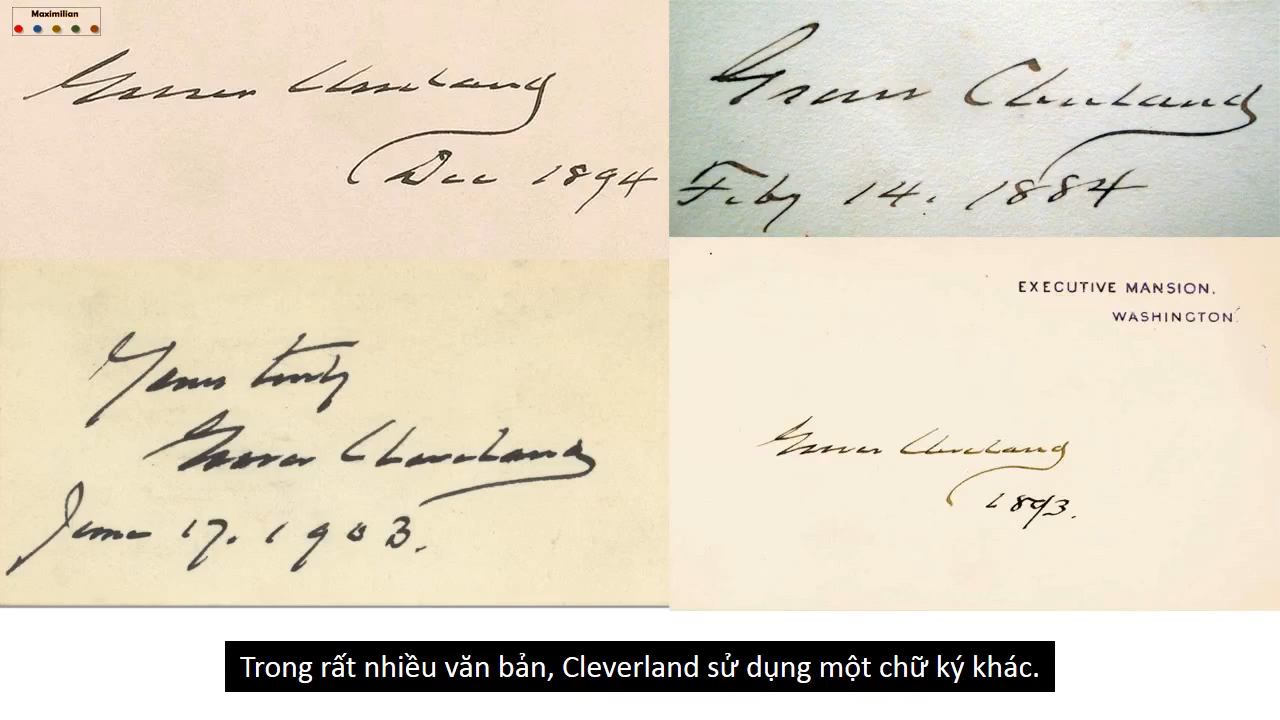 Maximilian
Grover Cleveland
Dec 1894
Grover Cleveland
Feby 14. 1884
Yours truly
Grover Cleveland
June 17. 1903.
EXECUTIVE MANSION.
WASHINGTON.
Grover Cleveland
1893.
Trong rất nhiều văn bản, Cleverland sử dụng một chữ ký khác.